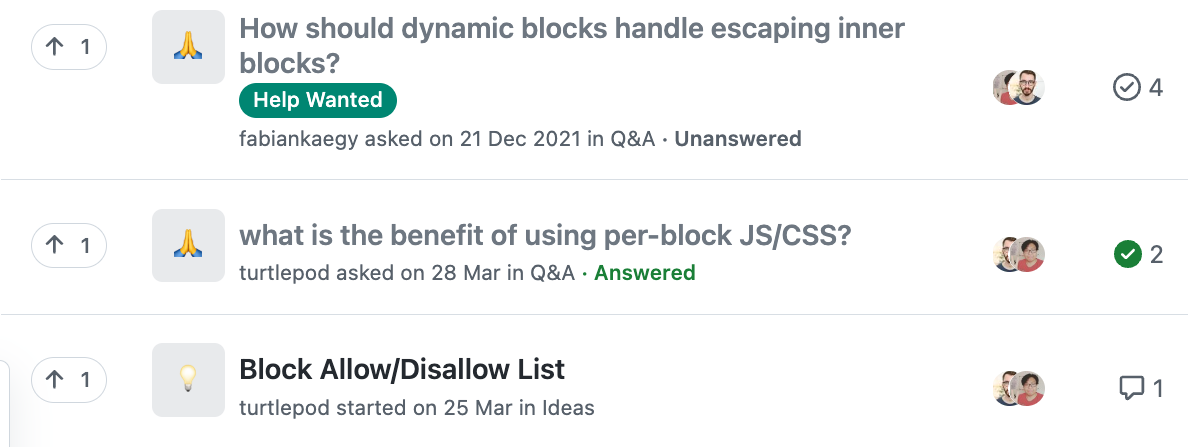 1
How should dynamic blocks handle escaping inner
blocks?
Help Wanted
fabiankaegy asked on 21 Dec 2021 in Q&A · Unanswered
4
1
what is the benefit of using per-block JS/CSS?
turtlepod asked on 28 Mar in Q&A · Answered
2
1
Block Allow/Disallow List
turtlepod started on 25 Mar in Ideas
1